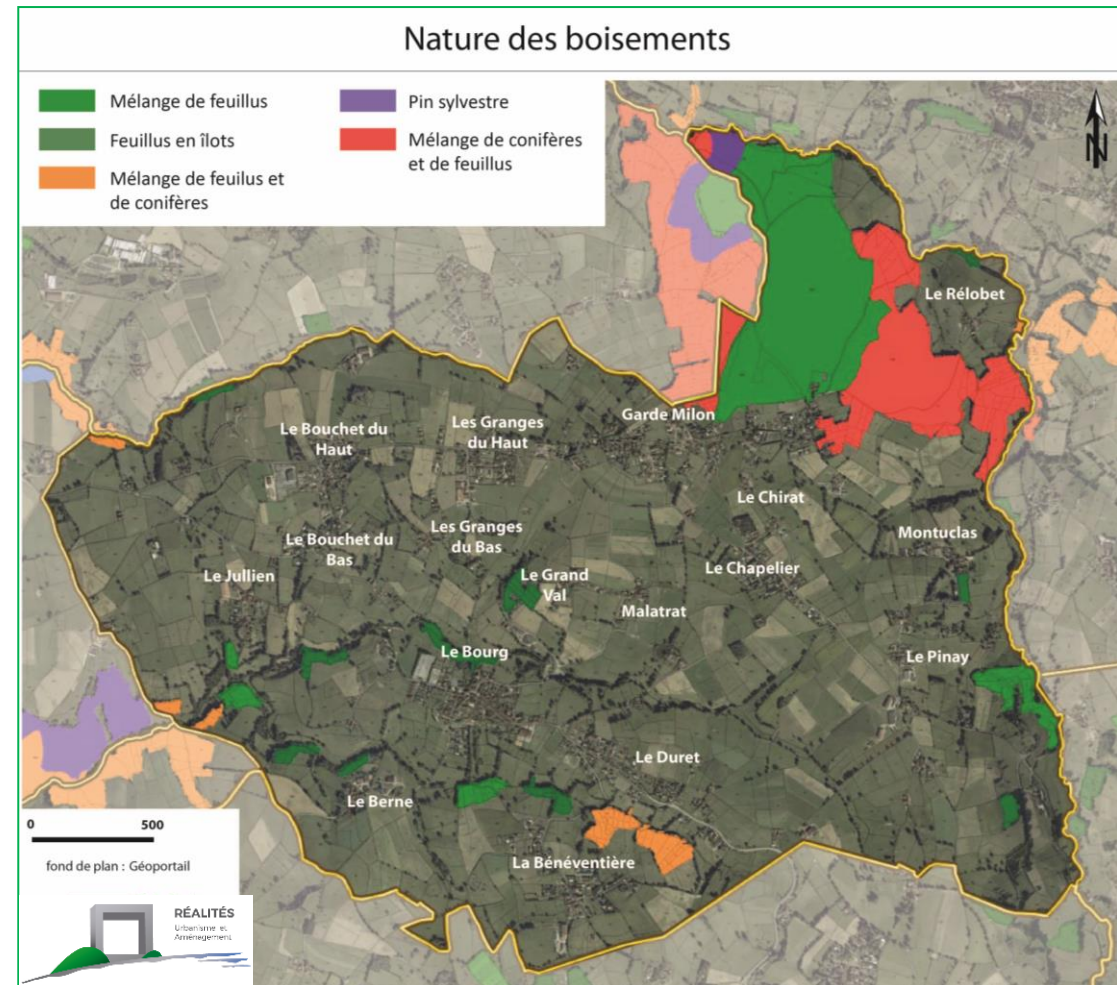 Nature des boisements
Mélange de feuillus
Feuillus en îlots
Mélange de feuilus et
de conifères
Pin sylvestre
Mélange de conifères
et de feuillus
N
Le Rélobet
Garde Milon
Les Granges
du Haut
Le Bouchet du
Haut
Le Chirat
Montuclas
Les Granges
du Bas
Le Bouchet du
Bas
Le Chapelier
Le Jullien
Le Grand
Val
Malatrat
Le Bourg
Le Pinay
Le Duret
Le Berne
La Bénéventière
0 500
fond de plan : Géoportail
RÉALITÉS
Urbanisme et
Aménagement